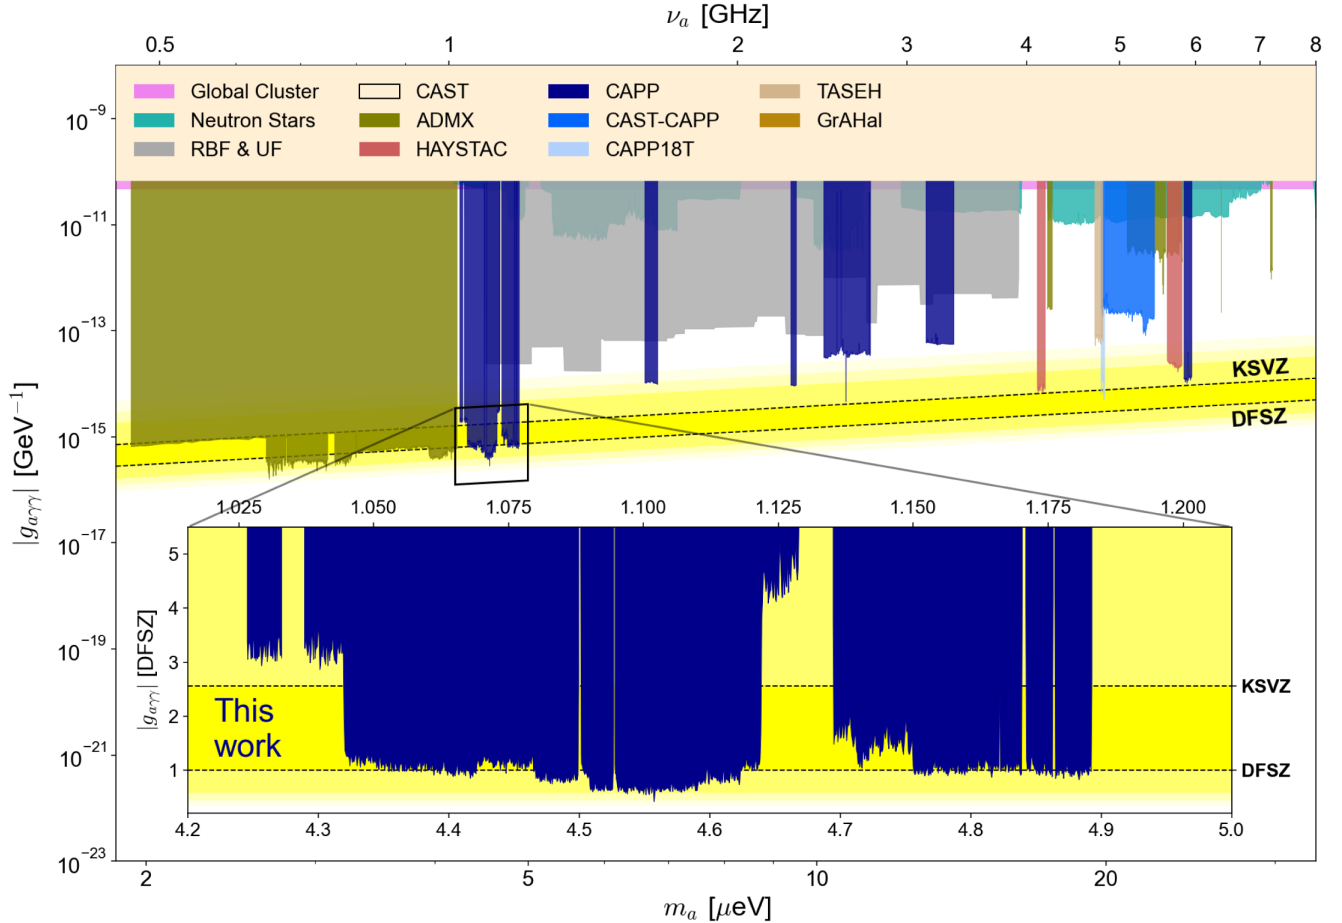 ν_a [GHz]
0.5 1 2 3 4 5 6 7 8
Global Cluster CAST CAPP TASEH
Neutron Stars ADMX CAST-CAPP GrAHal
RBF & UF HAYSTAC CAPP18T
10⁻⁹
10⁻¹¹
10⁻¹³
KSVZ
DFSZ
10⁻¹⁵
|g_{aγγ}| [GeV⁻¹]
1.025 1.050 1.075 1.100 1.125 1.150 1.175 1.200
10⁻¹⁷
5
4
10⁻¹⁹
3
|g_{aγγ}| [DFSZ]
KSVZ
This
work
2
10⁻²¹
1
DFSZ
4.2 4.3 4.4 4.5 4.6 4.7 4.8 4.9 5.0
10⁻²³
2 5 10 20
m_a [μeV]